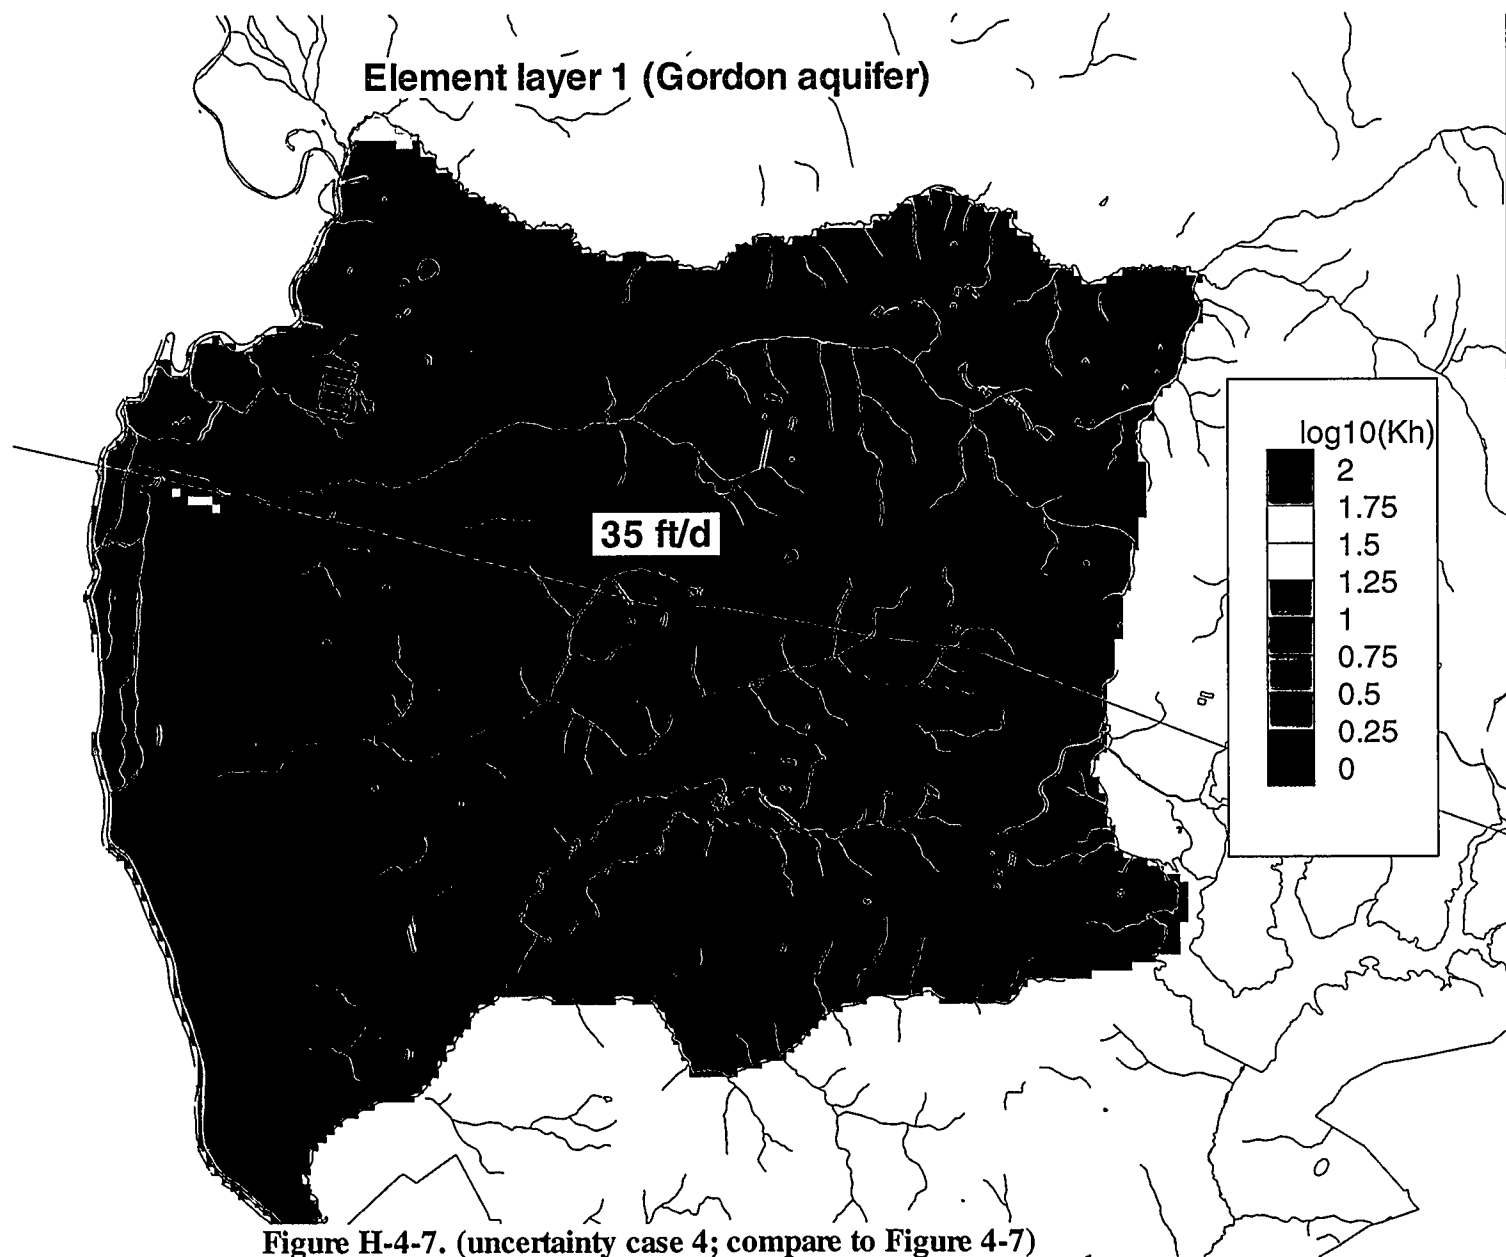 Element layer 1 (Gordon aquifer)
35 ft/d
log10(Kh)
2
1.75
1.5
1.25
1
0.75
0.5
0.25
0
Figure H-4-7. (uncertainty case 4; compare to Figure 4-7)